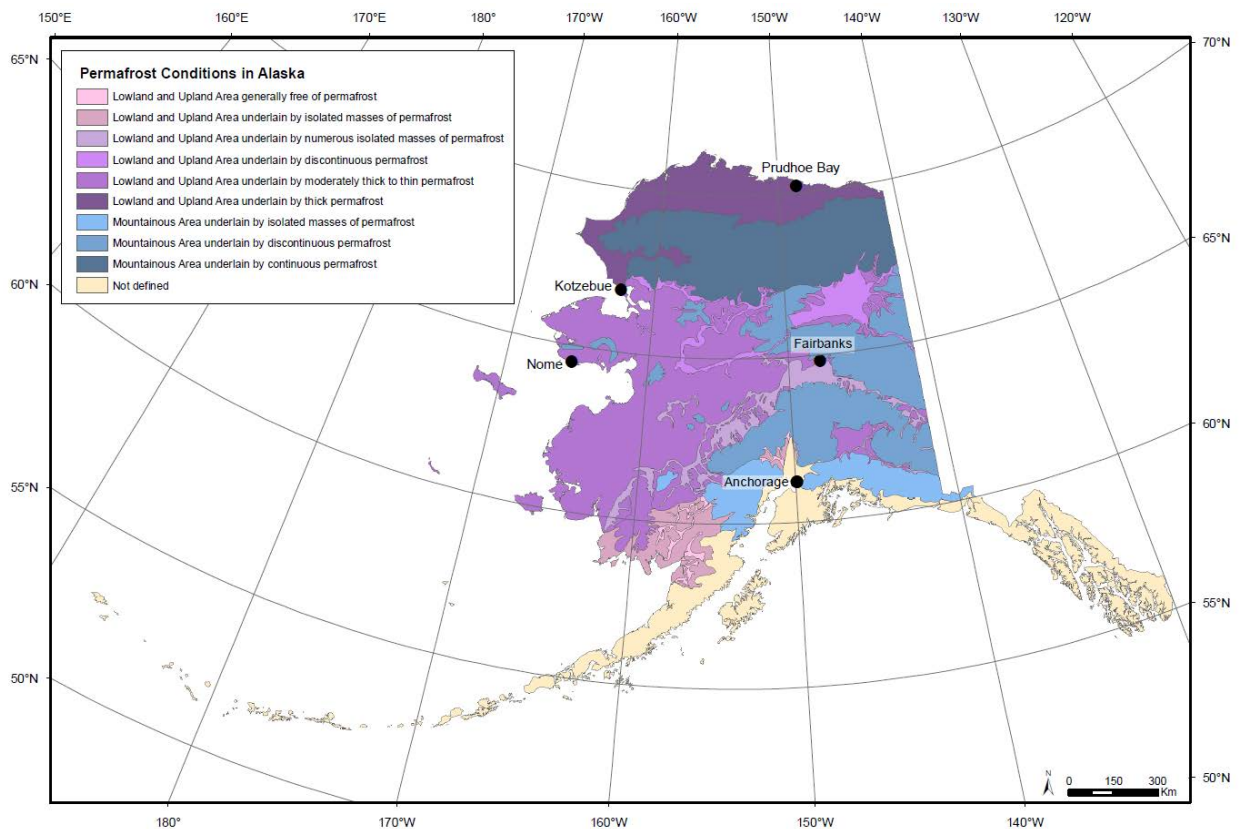 150°E 160°E 170°E 180° 170°W 160°W 150°W 140°W 130°W 120°W
65°N
70°N
Permafrost Conditions in Alaska
Lowland and Upland Area generally free of permafrost
Lowland and Upland Area underlain by isolated masses of permafrost
Lowland and Upland Area underlain by numerous isolated masses of permafrost
Lowland and Upland Area underlain by discontinuous permafrost
Lowland and Upland Area underlain by moderately thick to thin permafrost
Lowland and Upland Area underlain by thick permafrost
Mountainous Area underlain by isolated masses of permafrost
Mountainous Area underlain by discontinuous permafrost
Mountainous Area underlain by continuous permafrost
Not defined
Prudhoe Bay
65°N
60°N
Kotzebue
Fairbanks
Nome
60°N
Anchorage
55°N
55°N
50°N
50°N
N
0 150 300
Km
180° 170°W 160°W 150°W 140°W